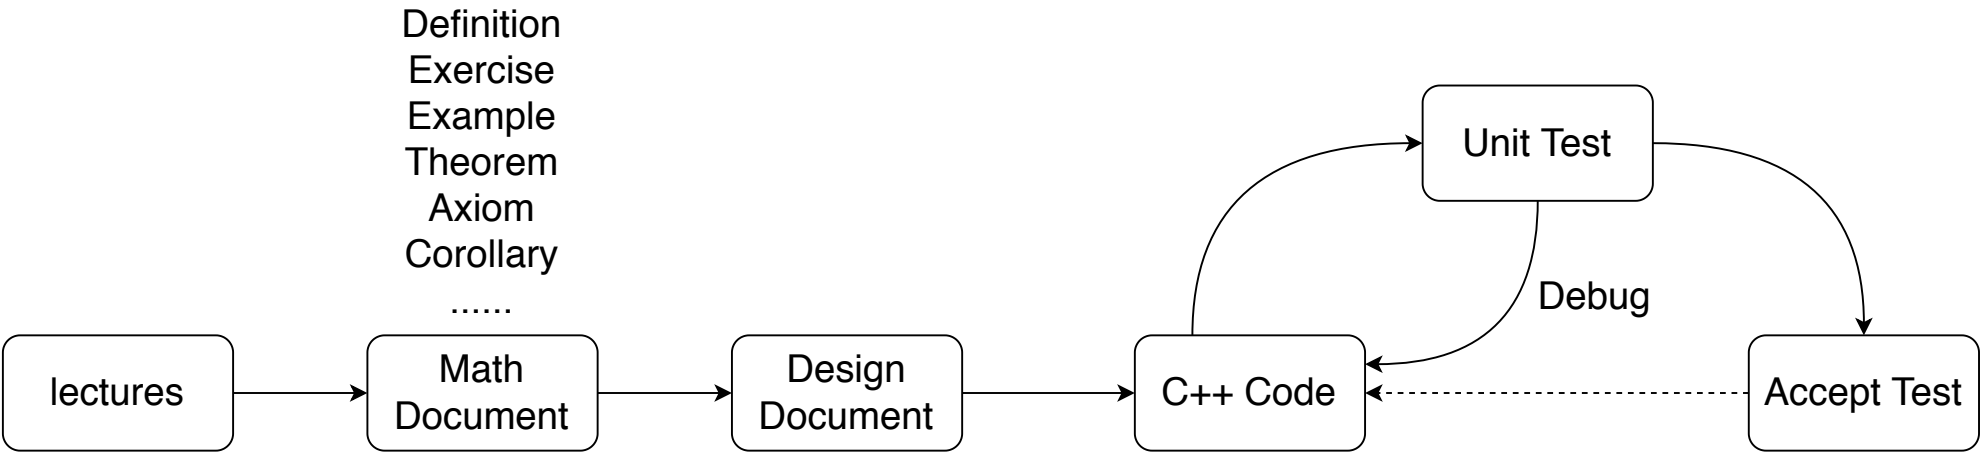 Definition
Exercise
Example
Theorem
Axiom
Corollary
......
lectures
Math
Document
Design
Document
C++ Code
Unit Test
Debug
Accept Test